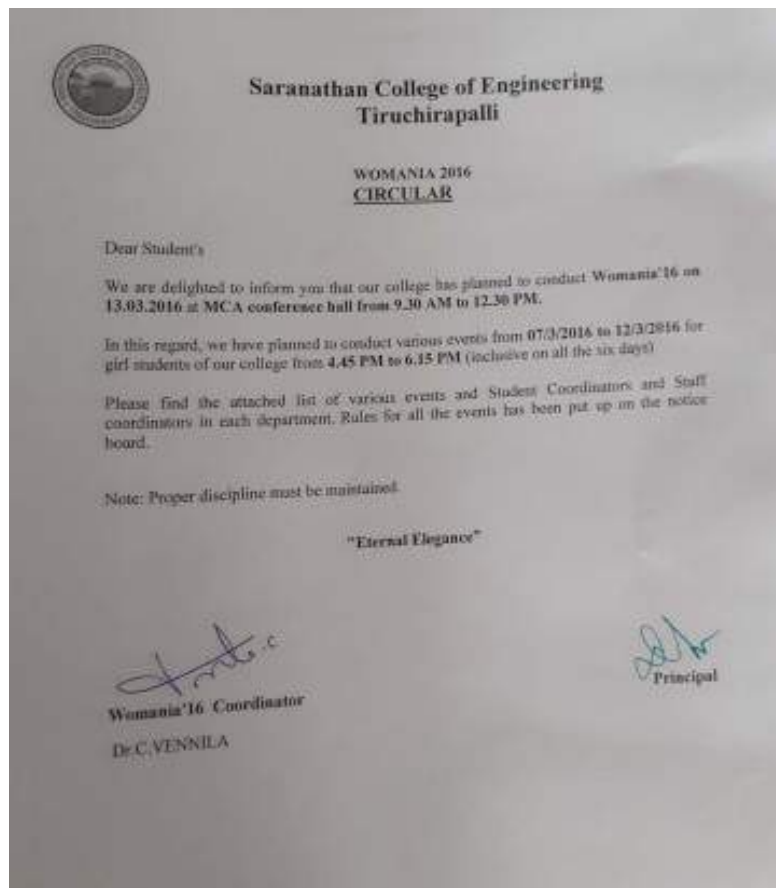 Saranathan College of Engineering
Tiruchirapalli
WOMANIA 2016
CIRCULAR
Dear Student's
We are delighted to inform you that our college has planned to conduct Womania'16 on
13.03.2016 at MCA conference hall from 9.30 AM to 12.30 PM.
In this regard, we have planned to conduct various events from 07/3/2016 to 12/3/2016 for
girl students of our college from 4.45 PM to 6.15 PM (inclusive on all the six days)
Please find the attached list of various events and Student Coordinators and Staff
coordinators in each department. Rules for all the events has been put up on the notice
board.
Note: Proper discipline must be maintained.
"Eternal Elegance"
Womania'16 Coordinator
Principal
Dr.C.VENNILA